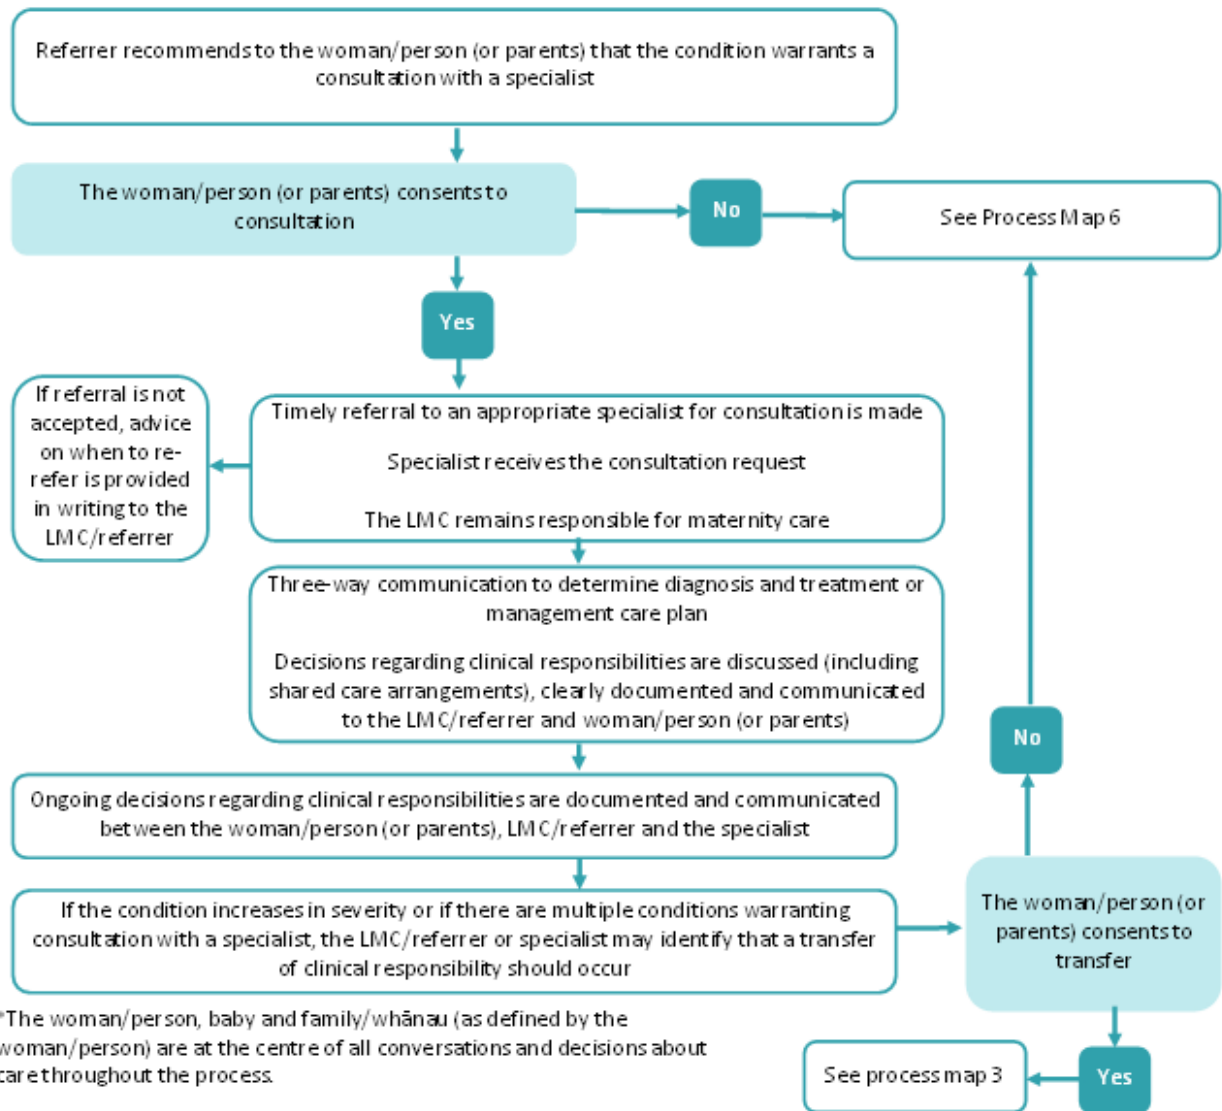 Referrer recommends to the woman/person (or parents) that the condition warrants a
consultation with a specialist
The woman/person (or parents) consents to
consultation
No
See Process Map 6
Yes
If referral is not
accepted, advice
on when to re-
refer is provided
in writing to the
LMC/referrer
Timely referral to an appropriate specialist for consultation is made
Specialist receives the consultation request
The LMC remains responsible for maternity care
Three-way communication to determine diagnosis and treatment or
management care plan
Decisions regarding clinical responsibilities are discussed (including
shared care arrangements), clearly documented and communicated
to the LMC/referrer and woman/person (or parents)
No
Ongoing decisions regarding clinical responsibilities are documented and communicated
between the woman/person (or parents), LMC/referrer and the specialist
If the condition increases in severity or if there are multiple conditions warranting
consultation with a specialist, the LMC/referrer or specialist may identify that a transfer
of clinical responsibility should occur
The woman/person (or
parents) consents to
transfer
*The woman/person, baby and family/whānau (as defined by the
woman/person) are at the centre of all conversations and decisions about
care throughout the process.
See process map 3
Yes